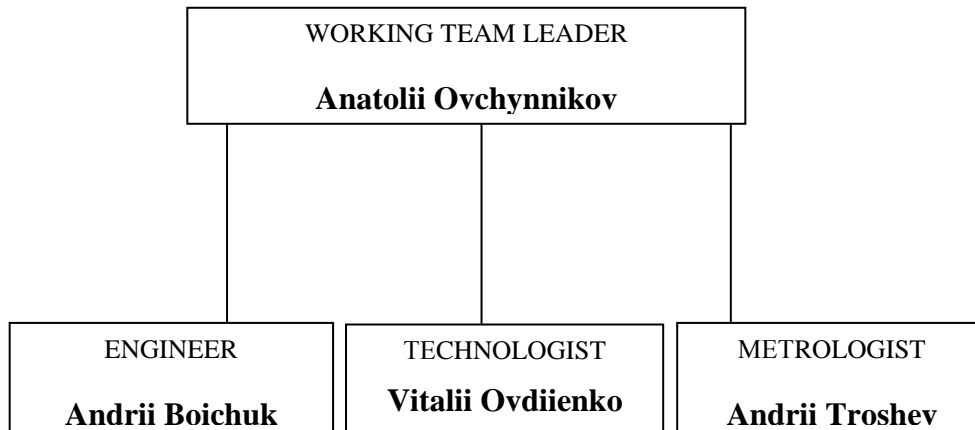 WORKING TEAM LEADER
Anatolii Ovchynnikov
ENGINEER
Andrii Boichuk
TECHNOLOGIST
Vitalii Ovdiienko
METROLOGIST
Andrii Troshev